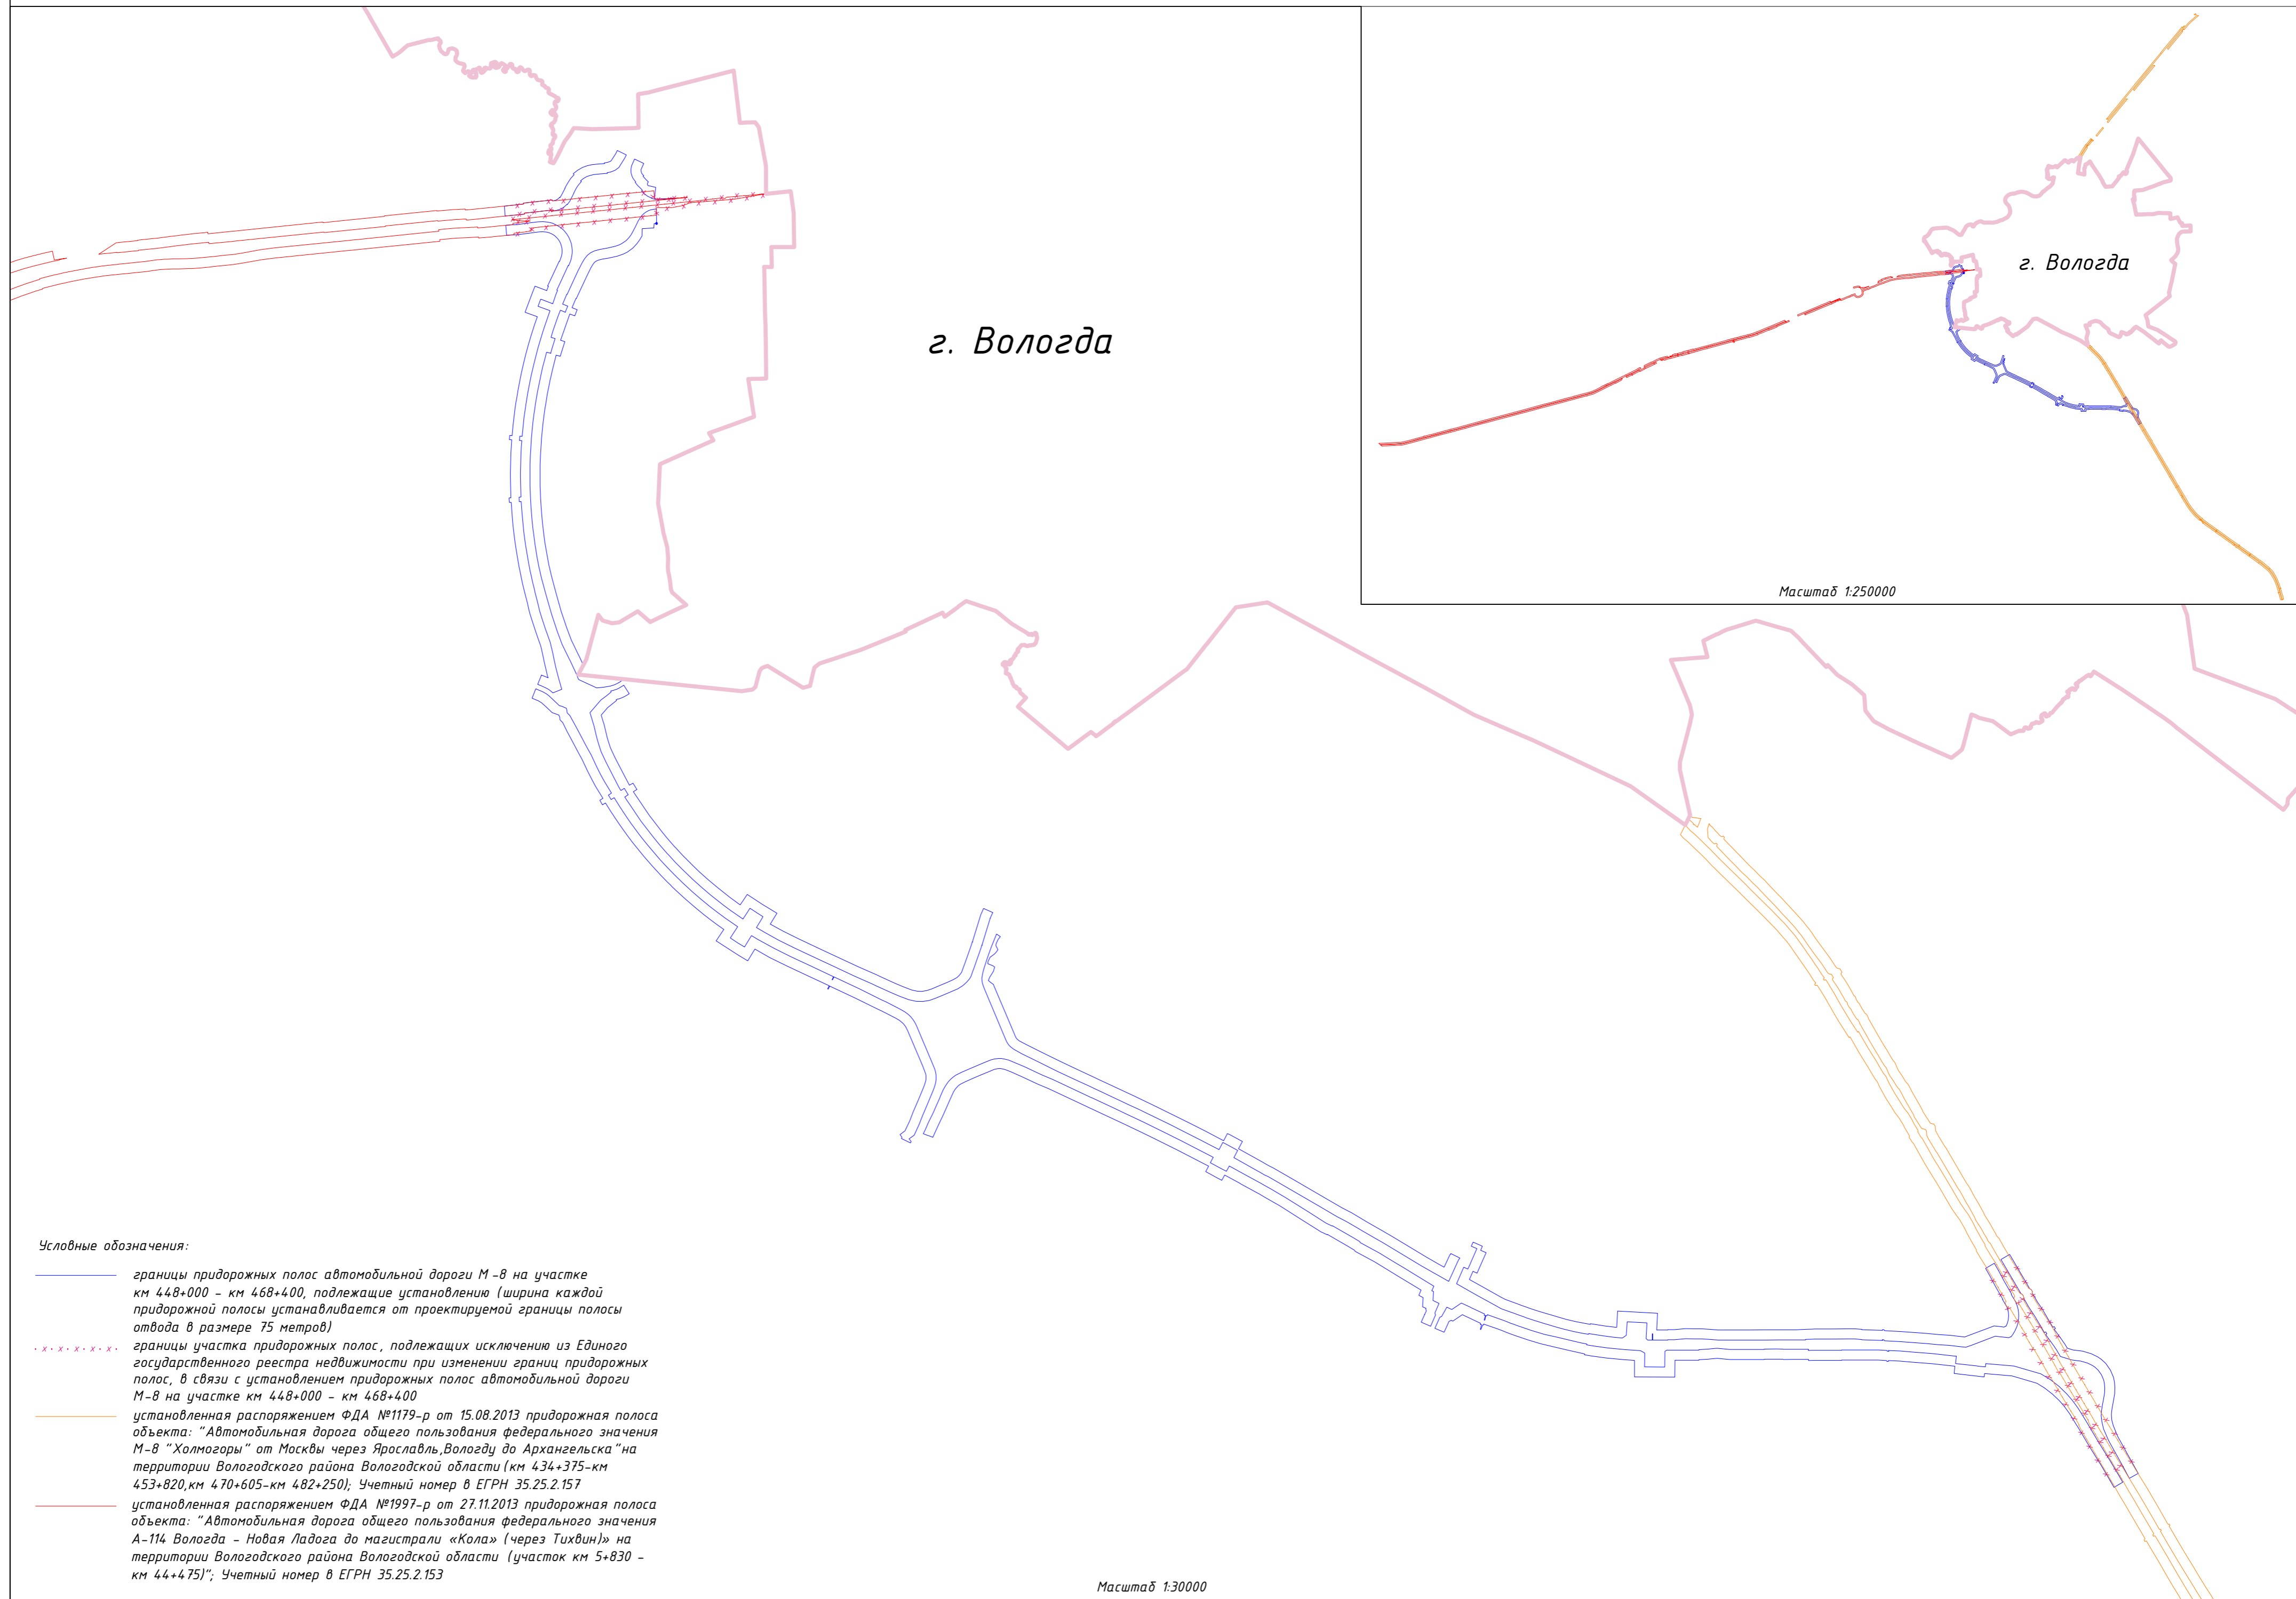 г. Вологда
г. Вологда
Масштаб 1:250000
Условные обозначения:
границы придорожных полос автомобильной дороги М -8 на участке
км 448+000 - км 468+400, подлежащие установлению (ширина каждой
придорожной полосы устанавливается от проектируемой границы полосы
отвода в размере 75 метров)
границы участка придорожных полос, подлежащих исключению из Единого
государственного реестра недвижимости при изменении границ придорожных
полос, в связи с установлением придорожных полос автомобильной дороги
М-8 на участке км 448+000 - км 468+400
установленная распоряжением ФДА №1179-р от 15.08.2013 придорожная полоса
объекта: "Автомобильная дорога общего пользования федерального значения
М-8 "Холмогоры" от Москвы через Ярославль,Вологду до Архангельска"на
территории Вологодского района Вологодской области (км 434+375-км
453+820,км 470+605-км 482+250); Учетный номер в ЕГРН 35.25.2.157
установленная распоряжением ФДА №1997-р от 27.11.2013 придорожная полоса
объекта: "Автомобильная дорога общего пользования федерального значения
А-114 Вологда - Новая Ладога до магистрали «Кола» (через Тихвин)» на
территории Вологодского района Вологодской области (участок км 5+830 -
км 44+475)"; Учетный номер в ЕГРН 35.25.2.153
Масштаб 1:30000